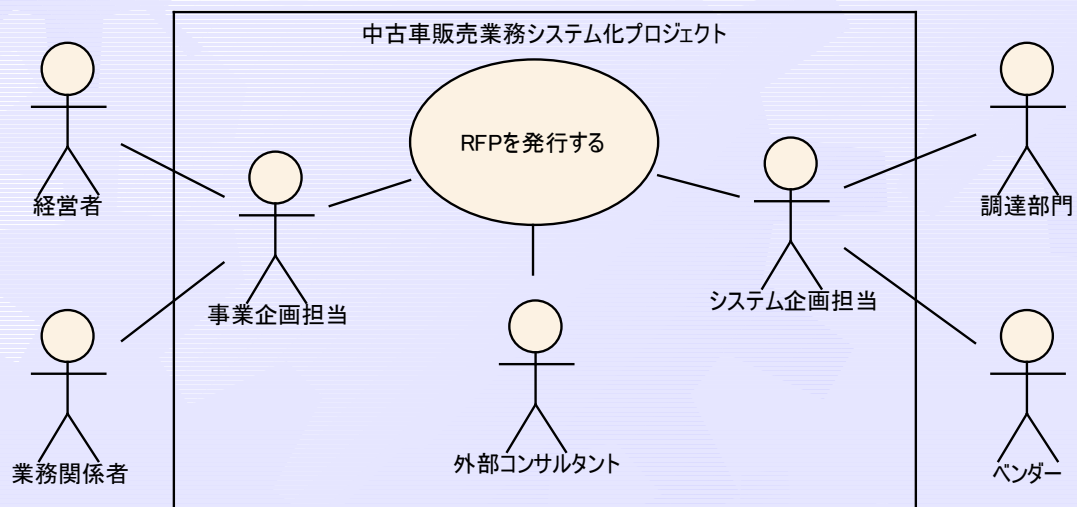 中古車販売業務システム化プロジェクト
RFPを発行する
経営者
調達部門
事業企画担当
システム企画担当
業務関係者
外部コンサルタント
ベンダー